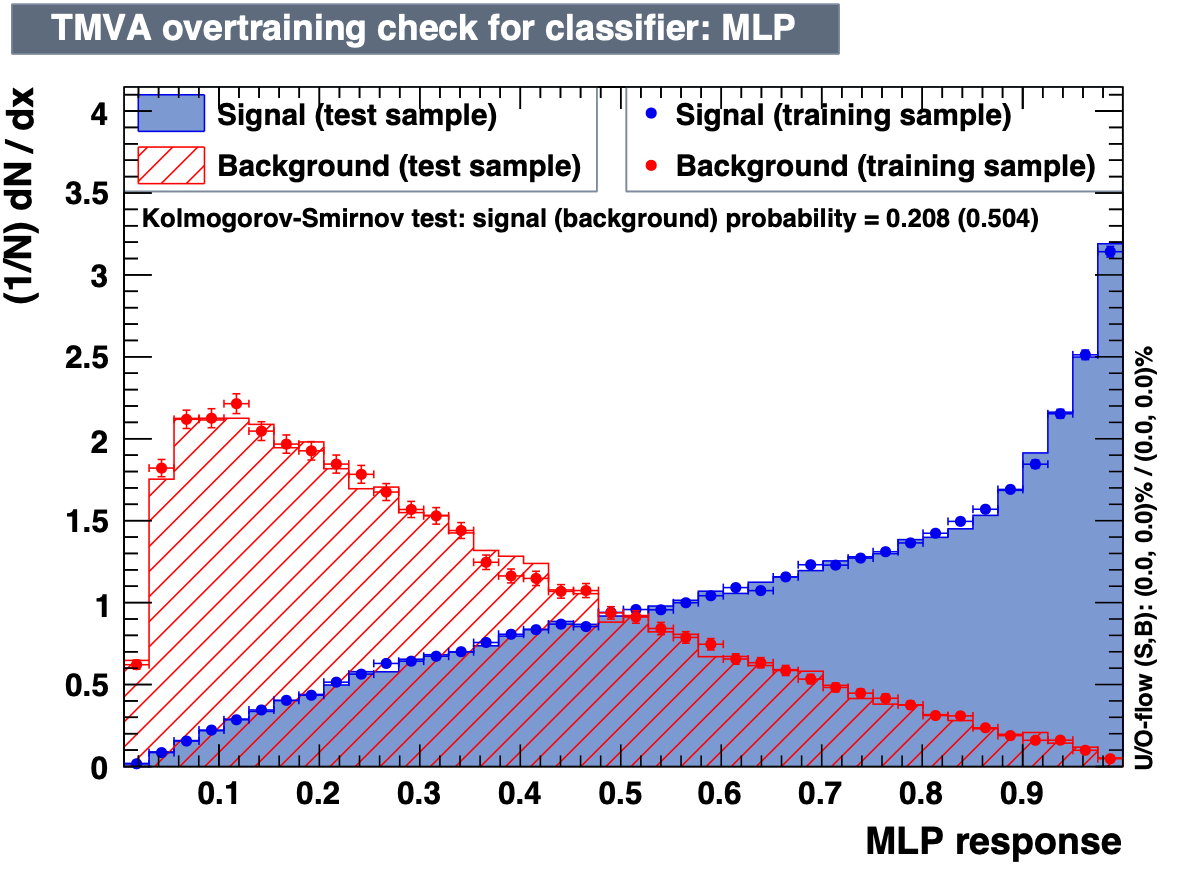 TMVA overtraining check for classifier: MLP
(1/N) dN / dx
Signal (test sample)
Background (test sample)
Signal (training sample)
Background (training sample)
Kolmogorov-Smirnov test: signal (background) probability = 0.208 (0.504)
4
3.5
3
2.5
2
1.5
1
0.5
0
0.1 0.2 0.3 0.4 0.5 0.6 0.7 0.8 0.9
MLP response
U/O-flow (S,B): (0.0, 0.0)% / (0.0, 0.0)%